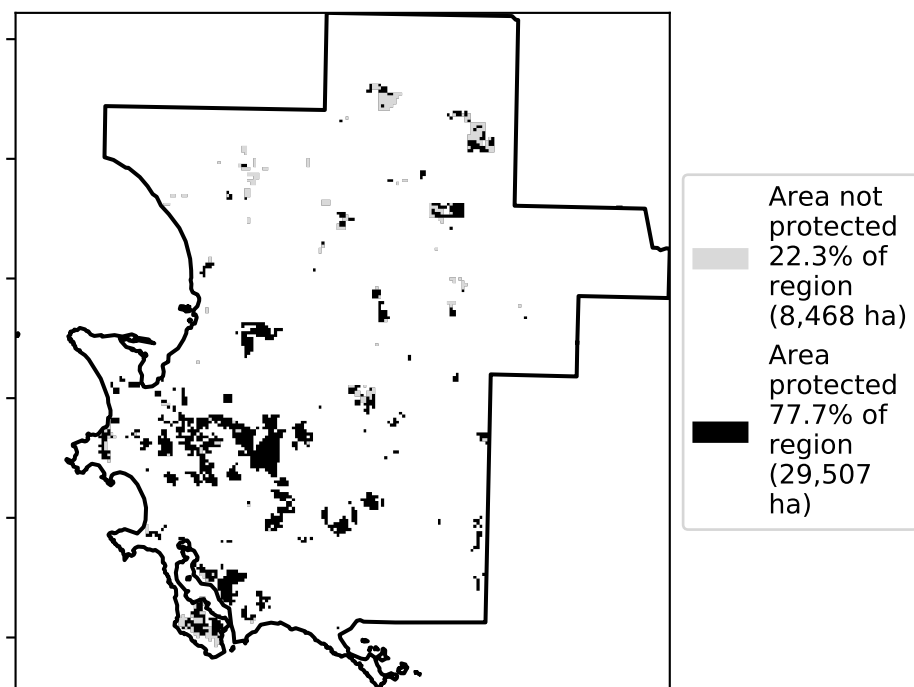 Area not
protected
22.3% of
region
(8,468 ha)
Area
protected
77.7% of
region
(29,507
ha)